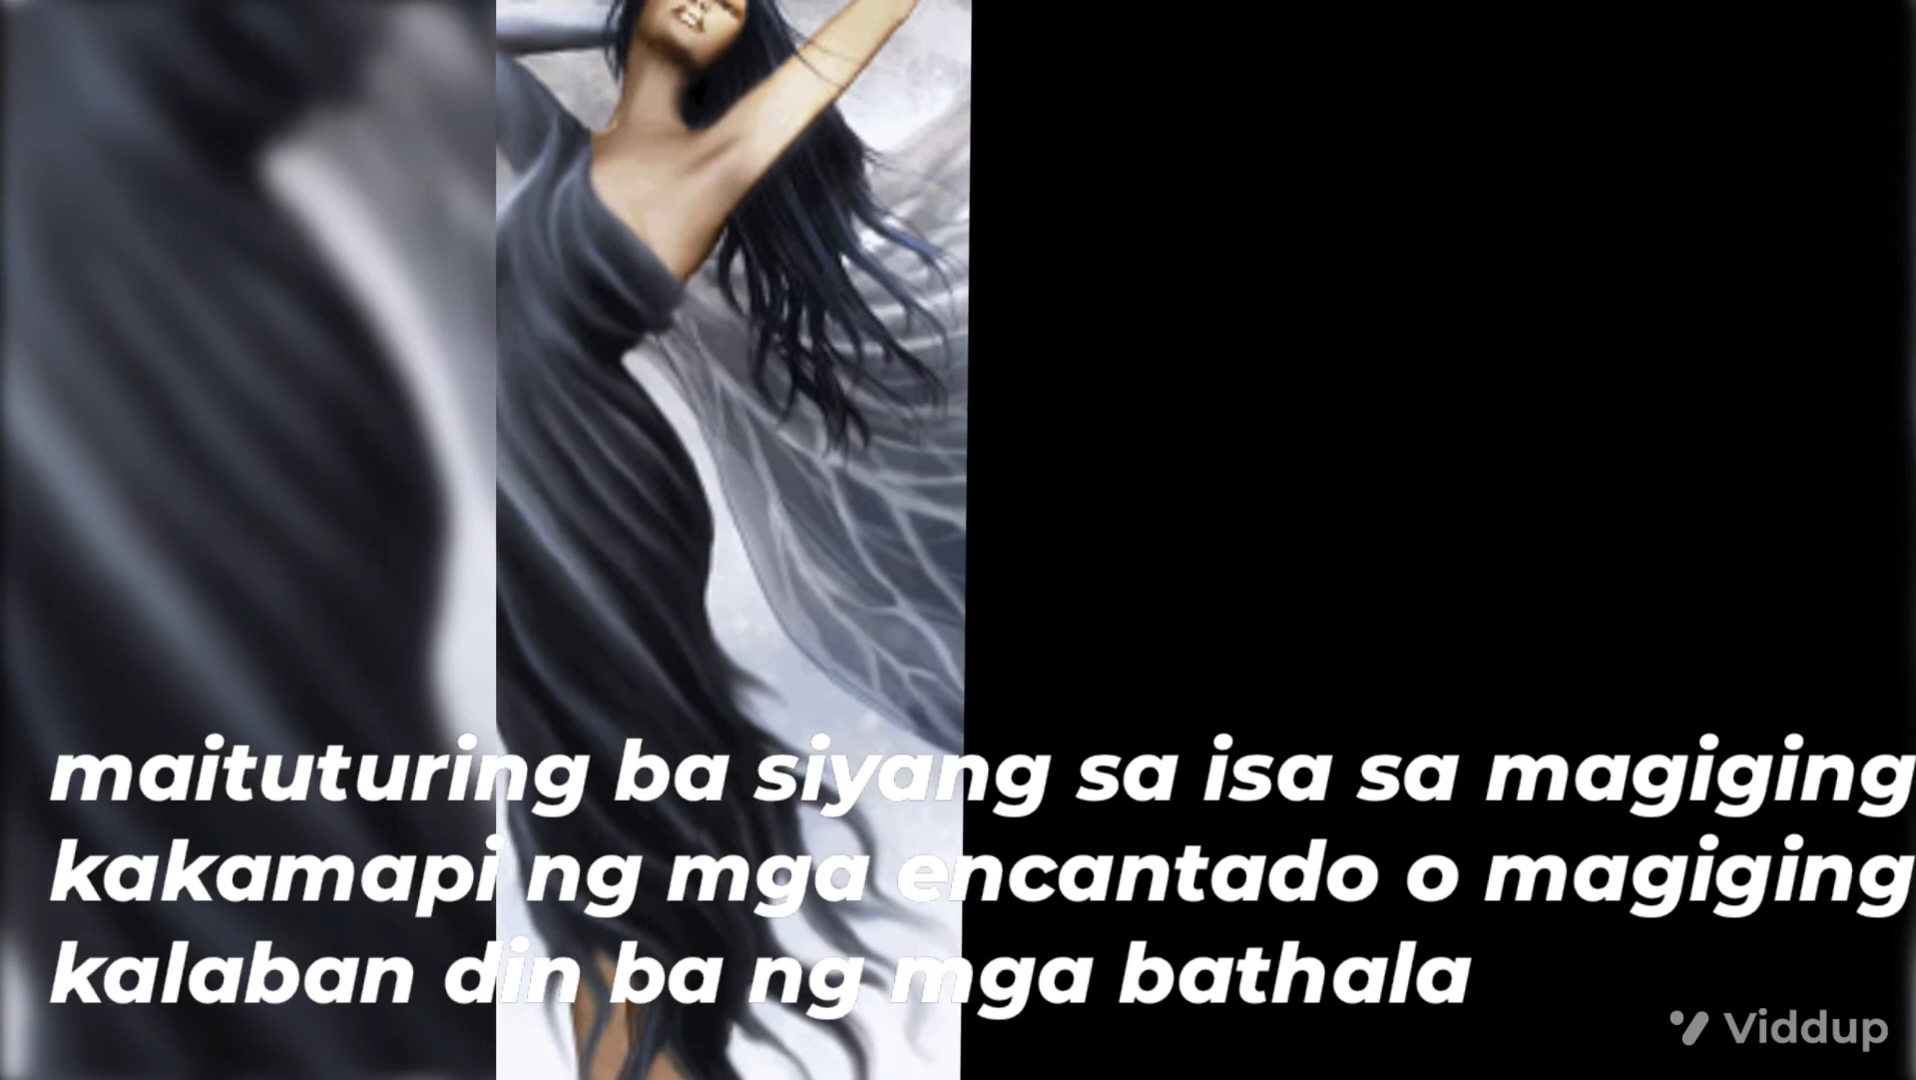 maituturing ba siyang sa isa sa magiging
kakamapi ng mga encantado o magiging
kalaban din ba ng mga bathala
Viddup